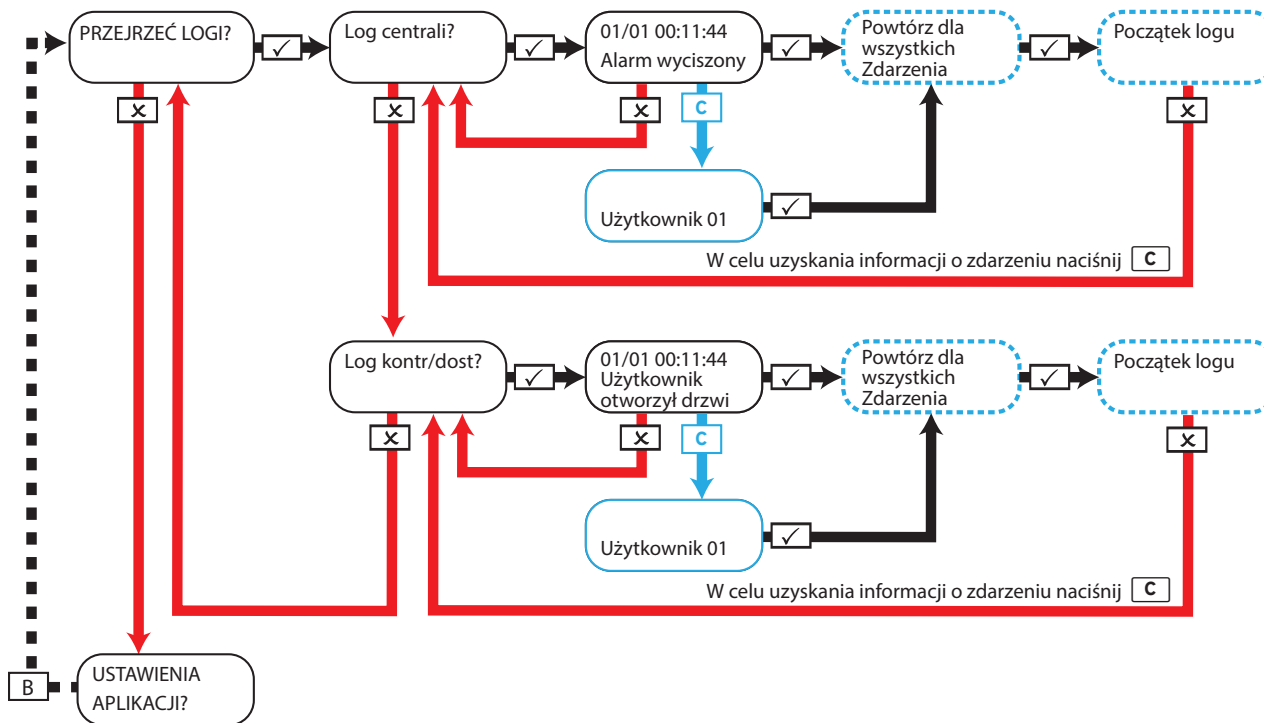 PRZEJRZEĆ LOGI?
Log centrali?
01/01 00:11:44
Alarm wyciszony
Powtórz dla
wszystkich
Zdarzenia
Początek logu
C
Użytkownik 01
W celu uzyskania informacji o zdarzeniu naciśnij C
Log kontr/dost?
01/01 00:11:44
Użytkownik
otworzył drzwi
Powtórz dla
wszystkich
Zdarzenia
Początek logu
C
Użytkownik 01
W celu uzyskania informacji o zdarzeniu naciśnij C
B
USTAWIENIA
APLIKACJI?